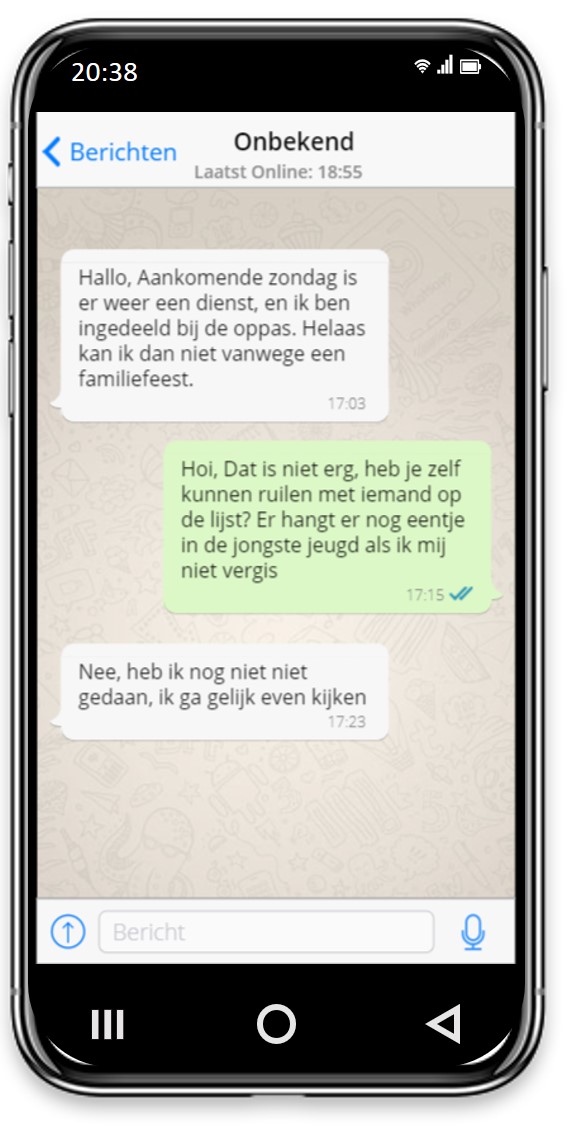 20:38
Berichten
Onbekend
Laatst Online: 18:55
Hallo, Aankomende zondag is
er weer een dienst, en ik ben
ingedeeld bij de oppas. Helaas
kan ik dan niet vanwege een
familiefeest.
17:03
Hoi, Dat is niet erg, heb je zelf
kunnen ruilen met iemand op
de lijst? Er hangt er nog eentje
in de jongste jeugd als ik mij
niet vergis
17:15
Nee, heb ik nog niet niet
gedaan, ik ga gelijk even kijken
17:23
Bericht